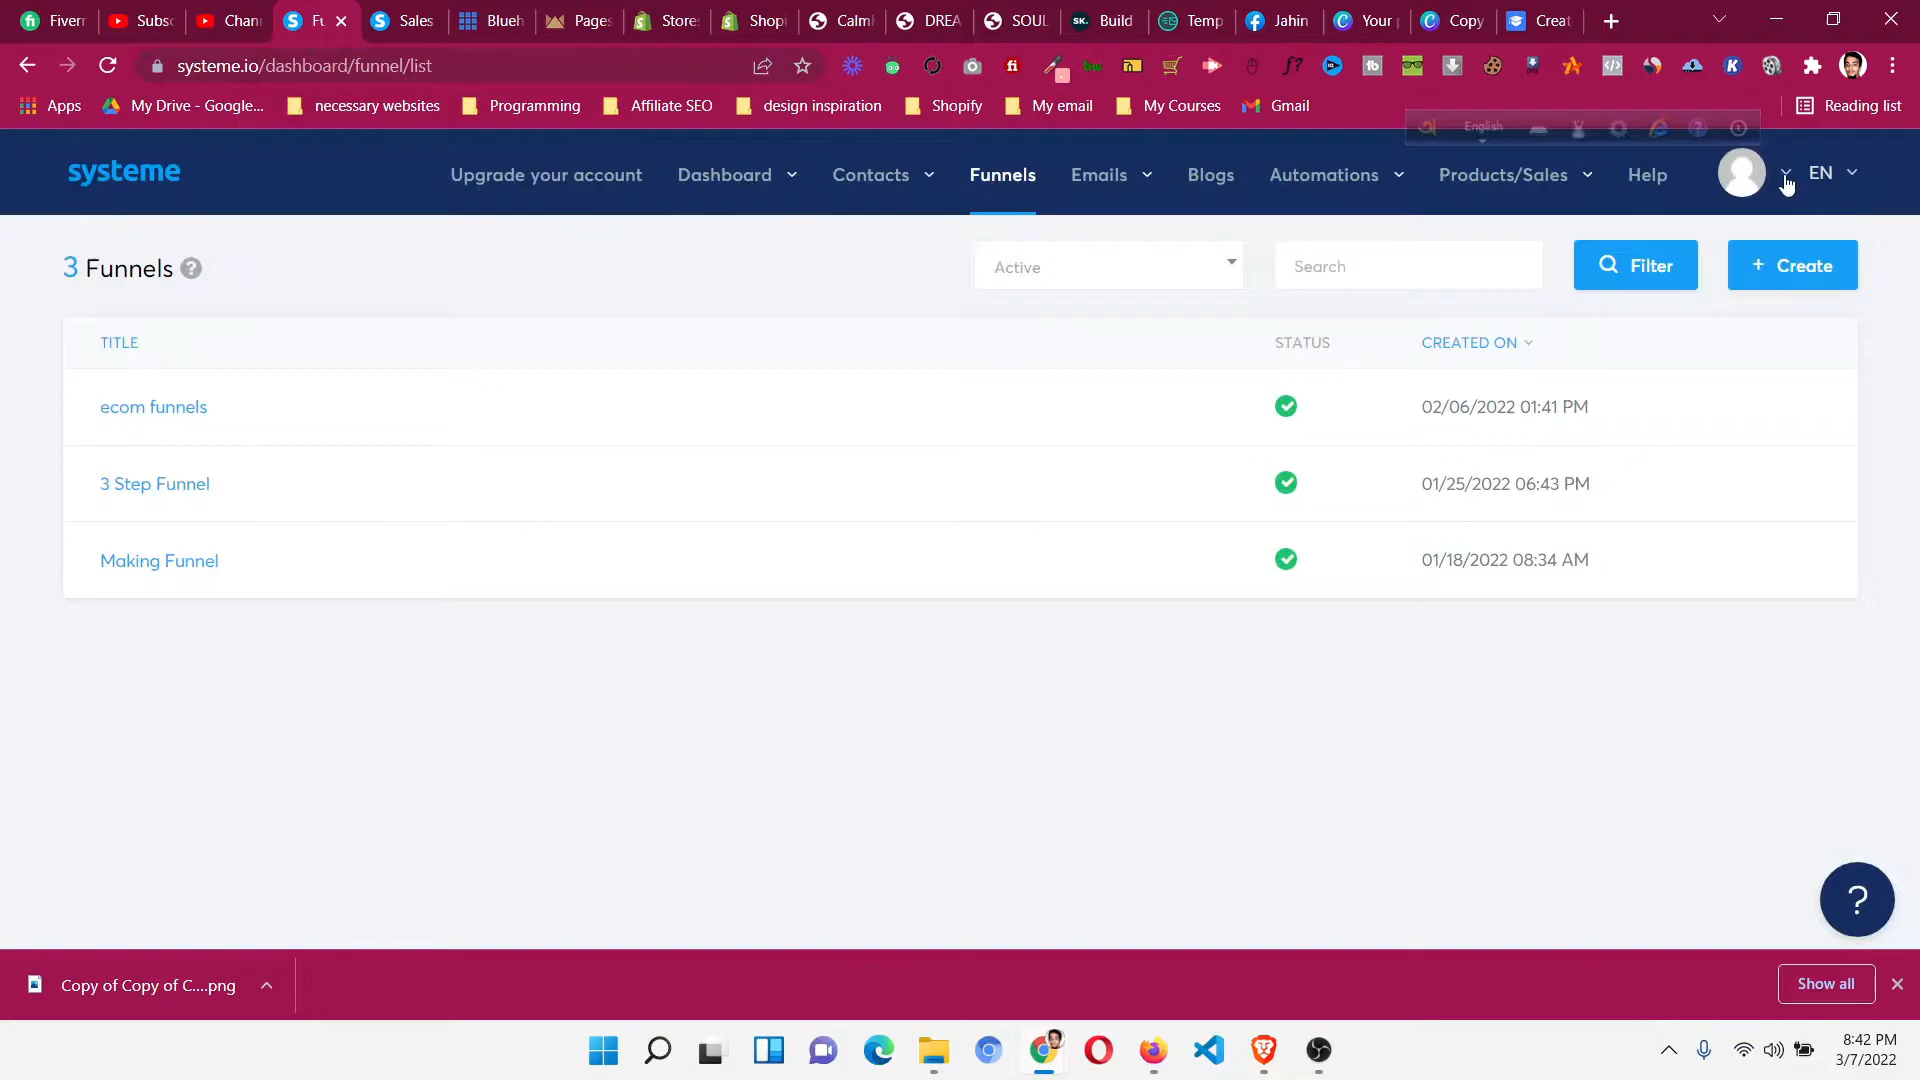 Fiverr Subsc Chan Fu Sales Blueh Pages Store Shopi Calml DREA SOUL Build Temp Jahin Your p Copy Creat
systeme.io/dashboard/funnel/list
Apps My Drive - Google... necessary websites Programming Affiliate SEO design inspiration Shopify My email My Courses Gmail Reading list
English
systeme Upgrade your account Dashboard Contacts Funnels Emails Blogs Automations Products/Sales Help EN
3 Funnels ? Active Search Filter + Create
TITLE STATUS CREATED ON
ecom funnels 02/06/2022 01:41 PM
3 Step Funnel 01/25/2022 06:43 PM
Making Funnel 01/18/2022 08:34 AM
?
Copy of Copy of C....png Show all
8:42 PM
3/7/2022